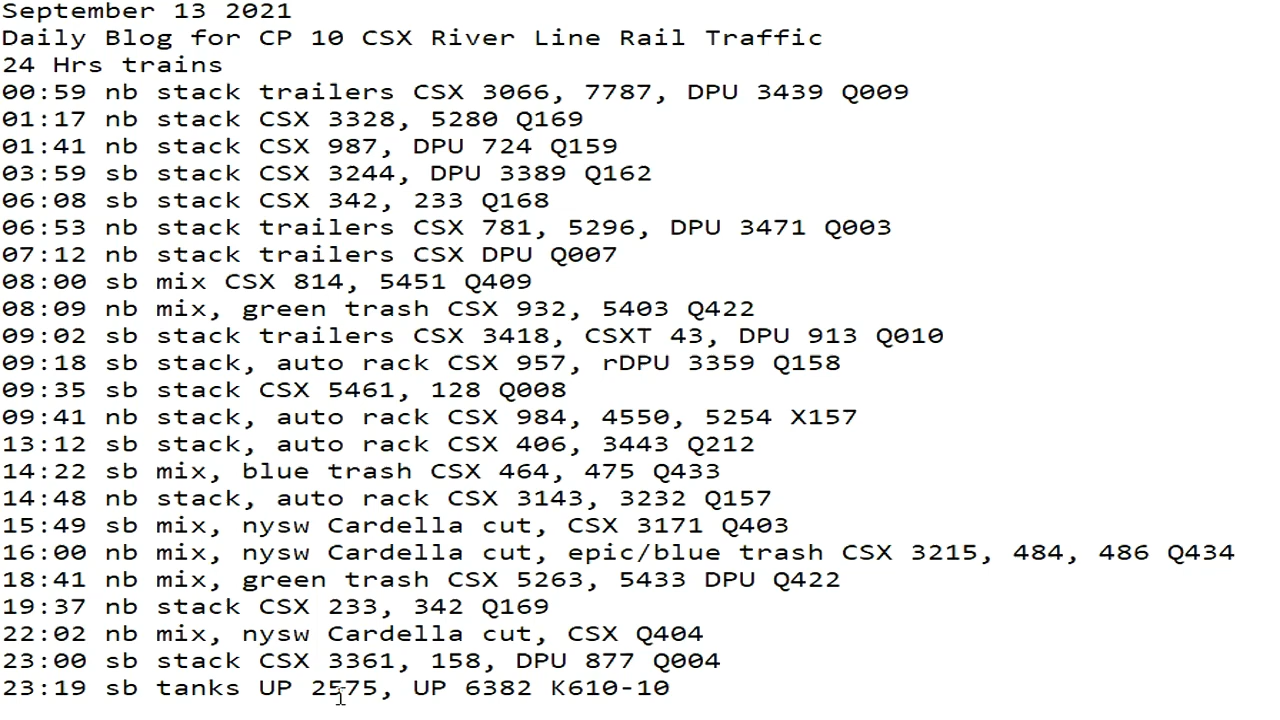 September 13 2021
Daily Blog for CP 10 CSX River Line Rail Traffic
24 Hrs trains
00:59 nb stack trailers CSX 3066, 7787, DPU 3439 Q009
01:17 nb stack CSX 3328, 5280 Q169
01:41 nb stack CSX 987, DPU 724 Q159
03:59 sb stack CSX 3244, DPU 3389 Q162
06:08 sb stack CSX 342, 233 Q168
06:53 nb stack trailers CSX 781, 5296, DPU 3471 Q003
07:12 nb stack trailers CSX DPU Q007
08:00 sb mix CSX 814, 5451 Q409
08:09 nb mix, green trash CSX 932, 5403 Q422
09:02 sb stack trailers CSX 3418, CSXT 43, DPU 913 Q010
09:18 sb stack, auto rack CSX 957, rDPU 3359 Q158
09:35 sb stack CSX 5461, 128 Q008
09:41 nb stack, auto rack CSX 984, 4550, 5254 X157
13:12 sb stack, auto rack CSX 406, 3443 Q212
14:22 sb mix, blue trash CSX 464, 475 Q433
14:48 nb stack, auto rack CSX 3143, 3232 Q157
15:49 sb mix, nysw Cardella cut, CSX 3171 Q403
16:00 nb mix, nysw Cardella cut, epic/blue trash CSX 3215, 484, 486 Q434
18:41 nb mix, green trash CSX 5263, 5433 DPU Q422
19:37 nb stack CSX 233, 342 Q169
22:02 nb mix, nysw Cardella cut, CSX Q404
23:00 sb stack CSX 3361, 158, DPU 877 Q004
23:19 sb tanks UP 2575, UP 6382 K610-10